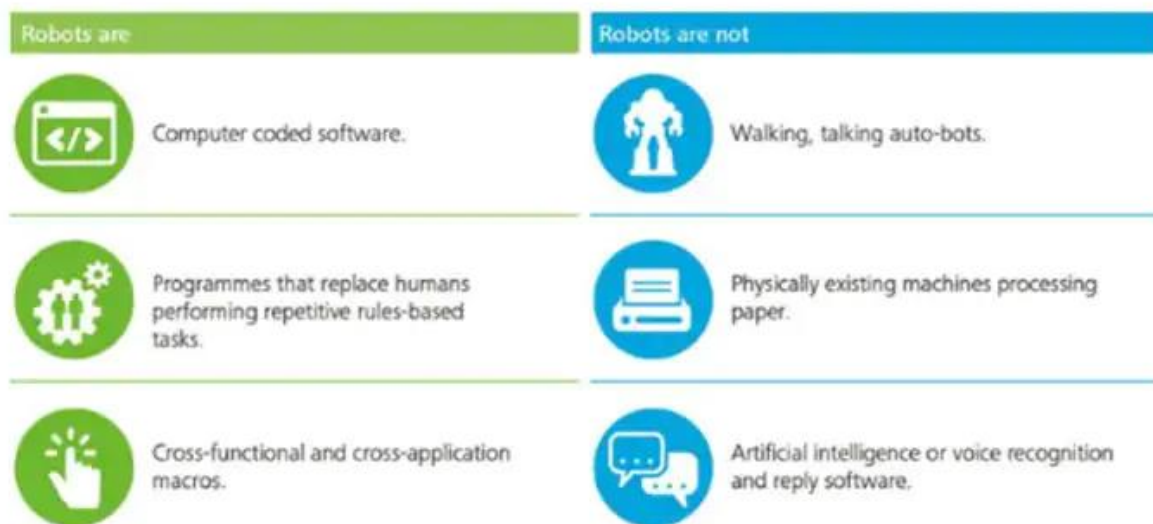 Robots are
Robots are not
Computer coded software.
Walking, talking auto-bots.
Programmes that replace humans
performing repetitive rules-based
tasks.
Physically existing machines processing
paper.
Cross-functional and cross-application
macros.
Artificial intelligence or voice recognition
and reply software.